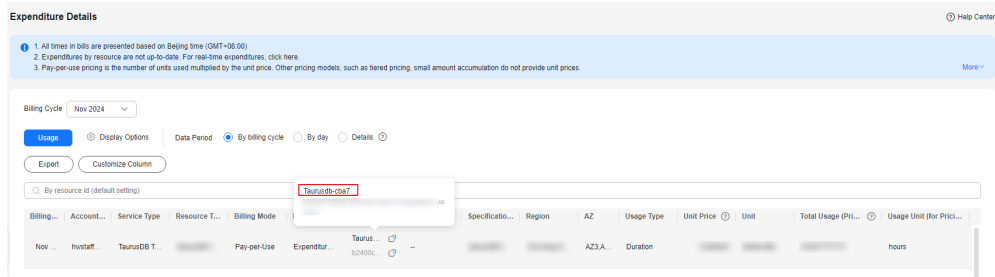 Expenditure Details
Help Center
1. All times in bills are presented based on Beijing time (GMT+08:00)
2. Expenditures by resource are not up-to-date. For real-time expenditures, click here.
3. Pay-per-use pricing is the number of units used multiplied by the unit price. Other pricing models, such as tiered pricing, small amount accumulation do not provide unit prices.
More
Billing Cycle Nov 2024
Usage Display Options Data Period By billing cycle By day Details
Export Customize Column
By resource id (default setting)
Taurusdb-cba7
Billing... Account... Service Type Resource T... Billing Mode Specificatio... Region AZ Usage Type Unit Price Unit Total Usage (Pri... Usage Unit (for Prici...
Nov ... hwstaff... TaurusDB T... Pay-per-Use Expenditur... Taurus... -- AZ3,A... Duration hours
b2400c...